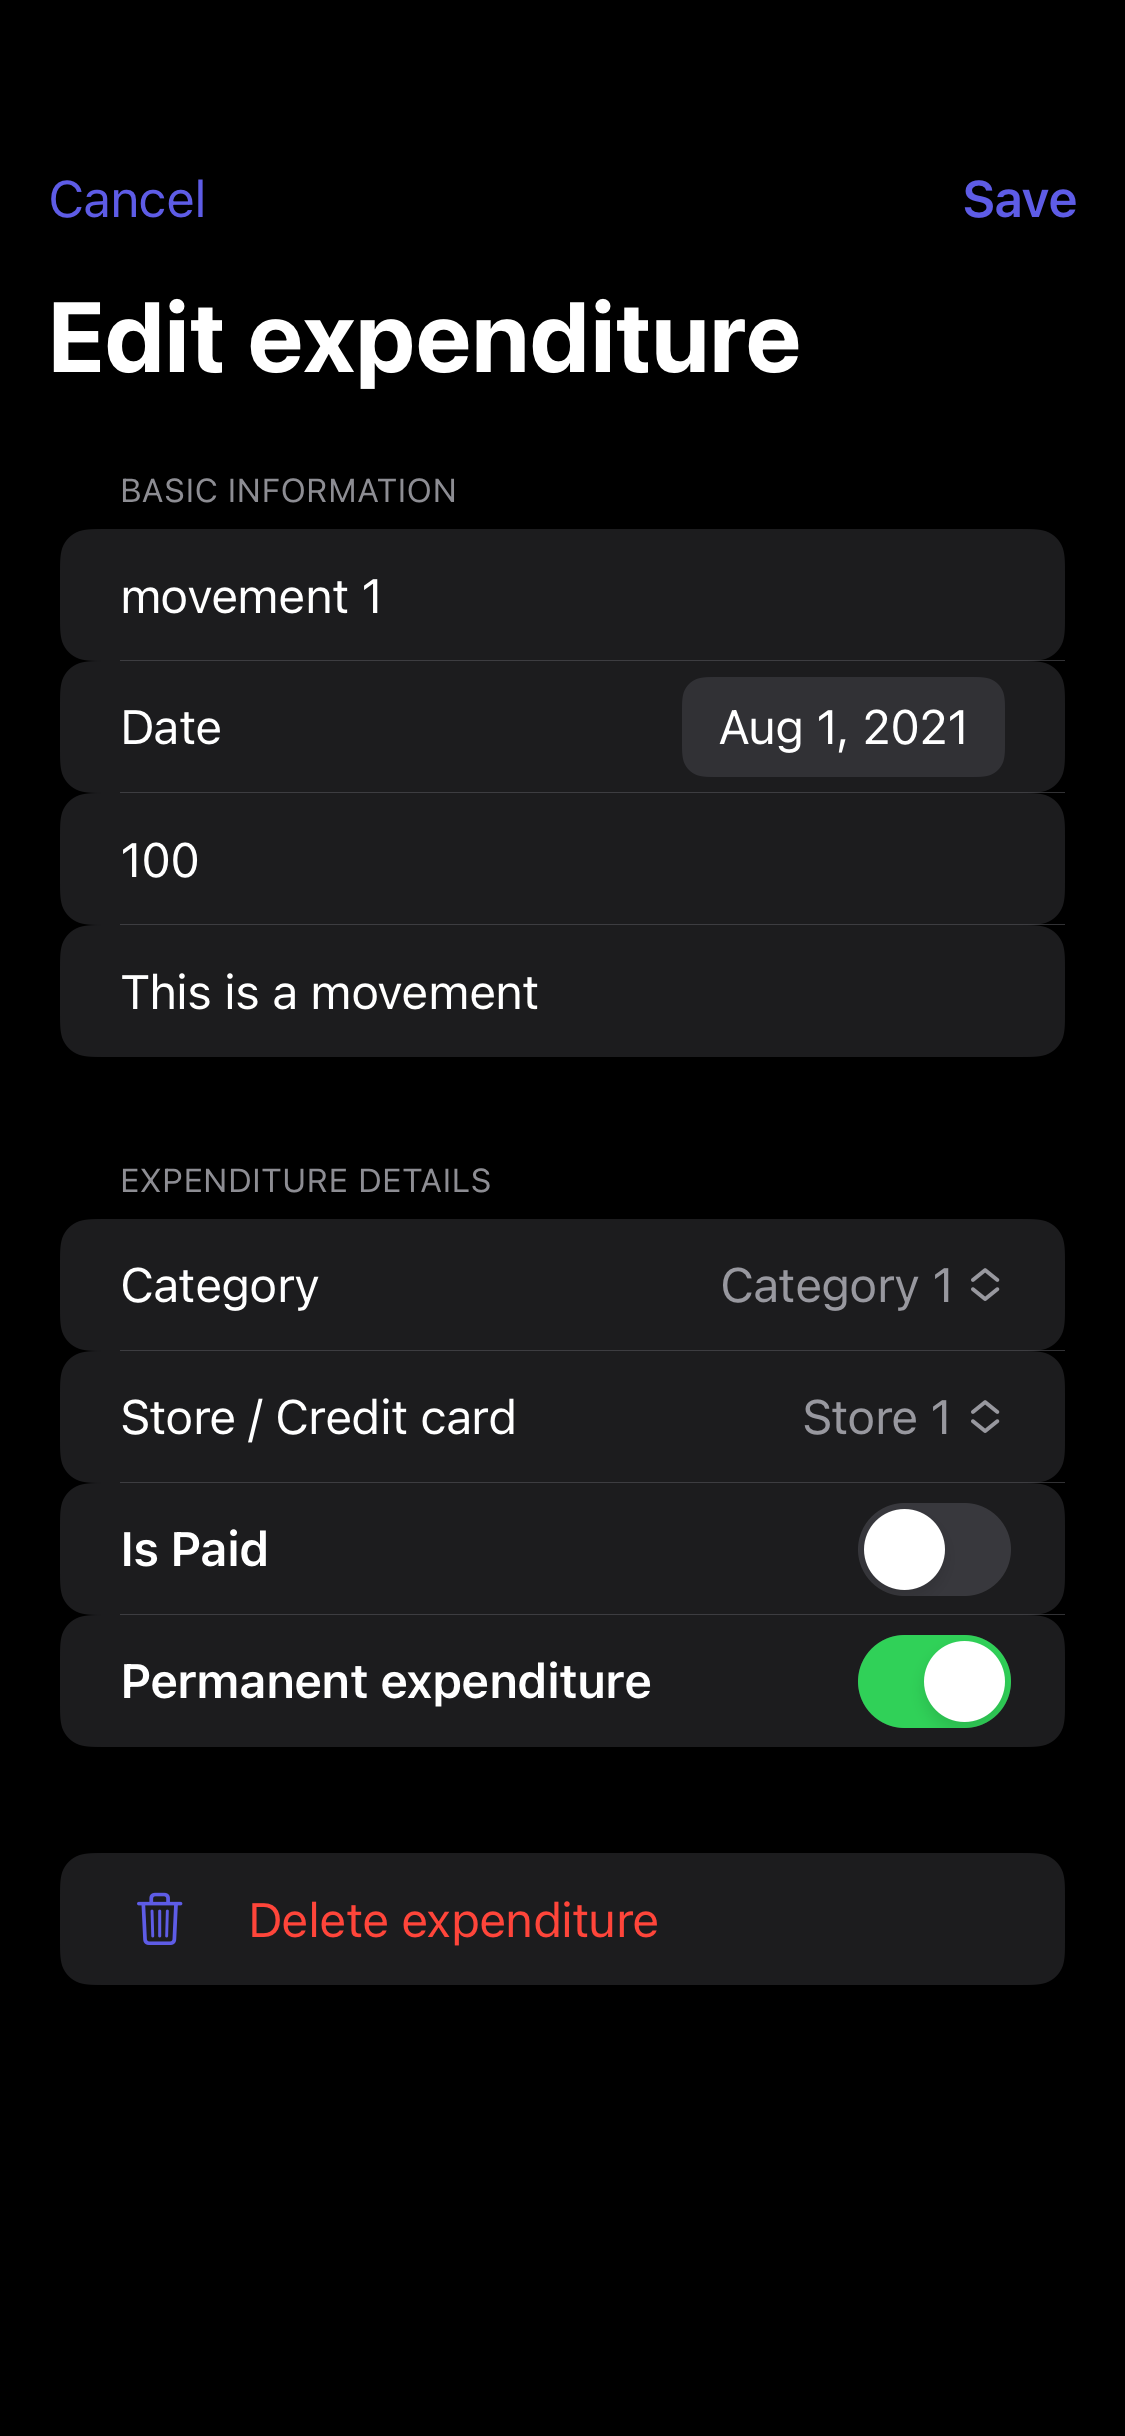 Cancel
Save
Edit expenditure
BASIC INFORMATION
movement 1
Date
Aug 1, 2021
100
This is a movement
EXPENDITURE DETAILS
Category
Category 1
Store / Credit card
Store 1
Is Paid
Permanent expenditure
Delete expenditure